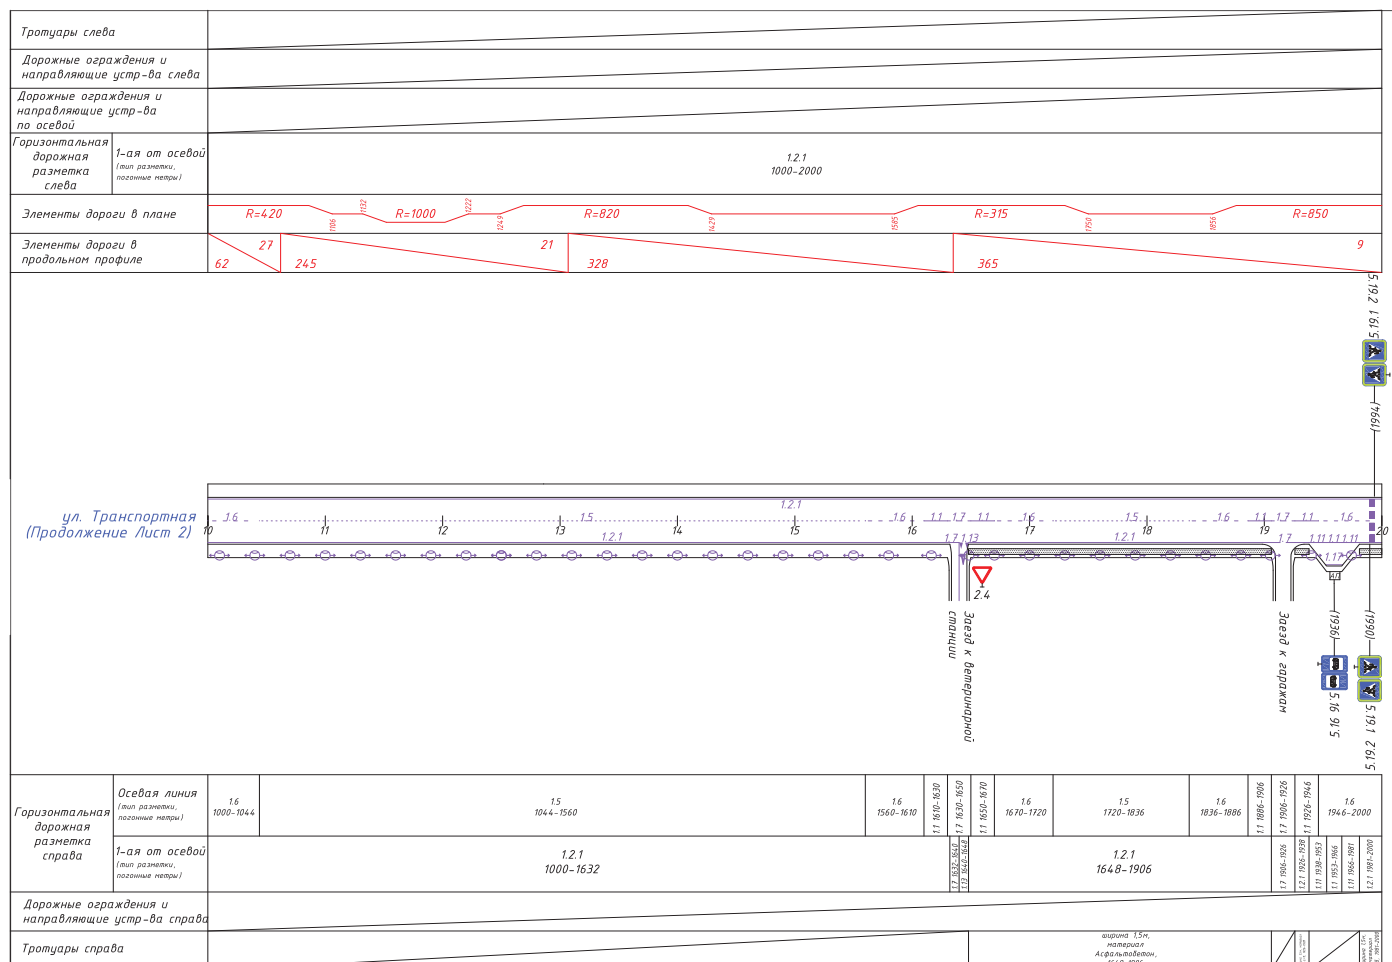 Тротуары слева
Дорожные ограждения и
направляющие устр-ва слева
Дорожные ограждения и
направляющие устр-ва
по осевой
Горизонтальная
дорожная
разметка
слева
1-ая от осевой
(тип разметки,
погонные метры)
1.2.1
1000-2000
Элементы дороги в плане
R=420 1106 1132 R=1000 1222 1249 R=820 1429 1585 R=315 1750 1856 R=850
Элементы дороги в
продольном профиле
27 21 9
62 245 328 365
5.19.2 5.19.1
(1994)
ул. Транспортная
(Продолжение Лист 2)
1.2.1
1.6 1.5 1.6 1.1 1.7 1.1 1.6 1.5 1.6 1.1 1.7 1.1 1.6
10 11 12 13 14 15 16 17 18 19 20
1.2.1 1.7 1.13 1.2.1 1.7 1.11 1.1 1.11
1.17
АП
2.4
Заезд к Ветеринарной
станции
Заезд к гаражам
(1936)
5.16 5.16
(1990)
5.19.1 5.19.2
Горизонтальная
дорожная
разметка
справа
Осевая линия
(тип разметки,
погонные метры)
1.6
1000-1044
1.5
1044-1560
1.6
1560-1610
1.1 1610-1630
1.7 1630-1650
1.1 1650-1670
1.6
1670-1720
1.5
1720-1836
1.6
1836-1886
1.1 1886-1906
1.7 1906-1926
1.1 1926-1946
1.6
1946-2000
1-ая от осевой
(тип разметки,
погонные метры)
1.2.1
1000-1632
1.7 1632-1640
1.13 1640-1648
1.2.1
1648-1906
1.7 1906-1926
1.2.1 1926-1938
1.11 1938-1953
1.1 1953-1966
1.11 1966-1981
1.2.1 1981-2000
Дорожные ограждения и
направляющие устр-ва справа
Тротуары справа
ширина 1,5м,
материал
Асфальтобетон,